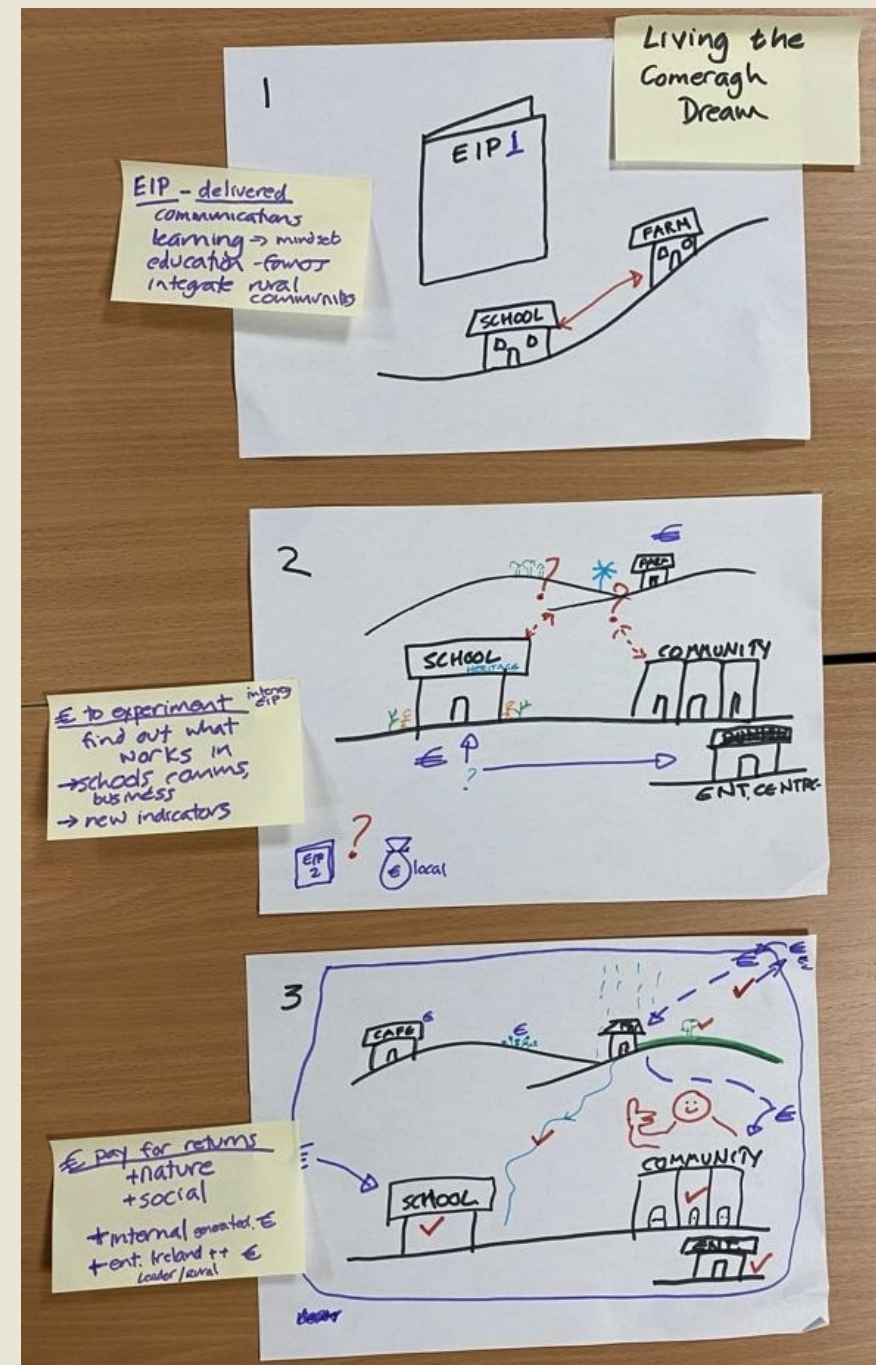 Living the
Comeragh
Dream
1
EIP 1
FARM
SCHOOL
EIP - delivered
communications
learning → mindset
education - farms
integrate rural
communities
2
€
FARM
?
?
SCHOOL
HERITAGE
COMMUNITY
€
?
ENT. CENTRE
€ to experiment
EIP
find out what
works in
→ schools comms,
business
→ new indicators
EIP
2
?
€ local
3
€
€
CAFE €
€
€
COMMUNITY
SCHOOL
ENT.
€ pay for returns
+nature
+social
+internal generated €
+ent. Ireland ++ €
Leader/rural